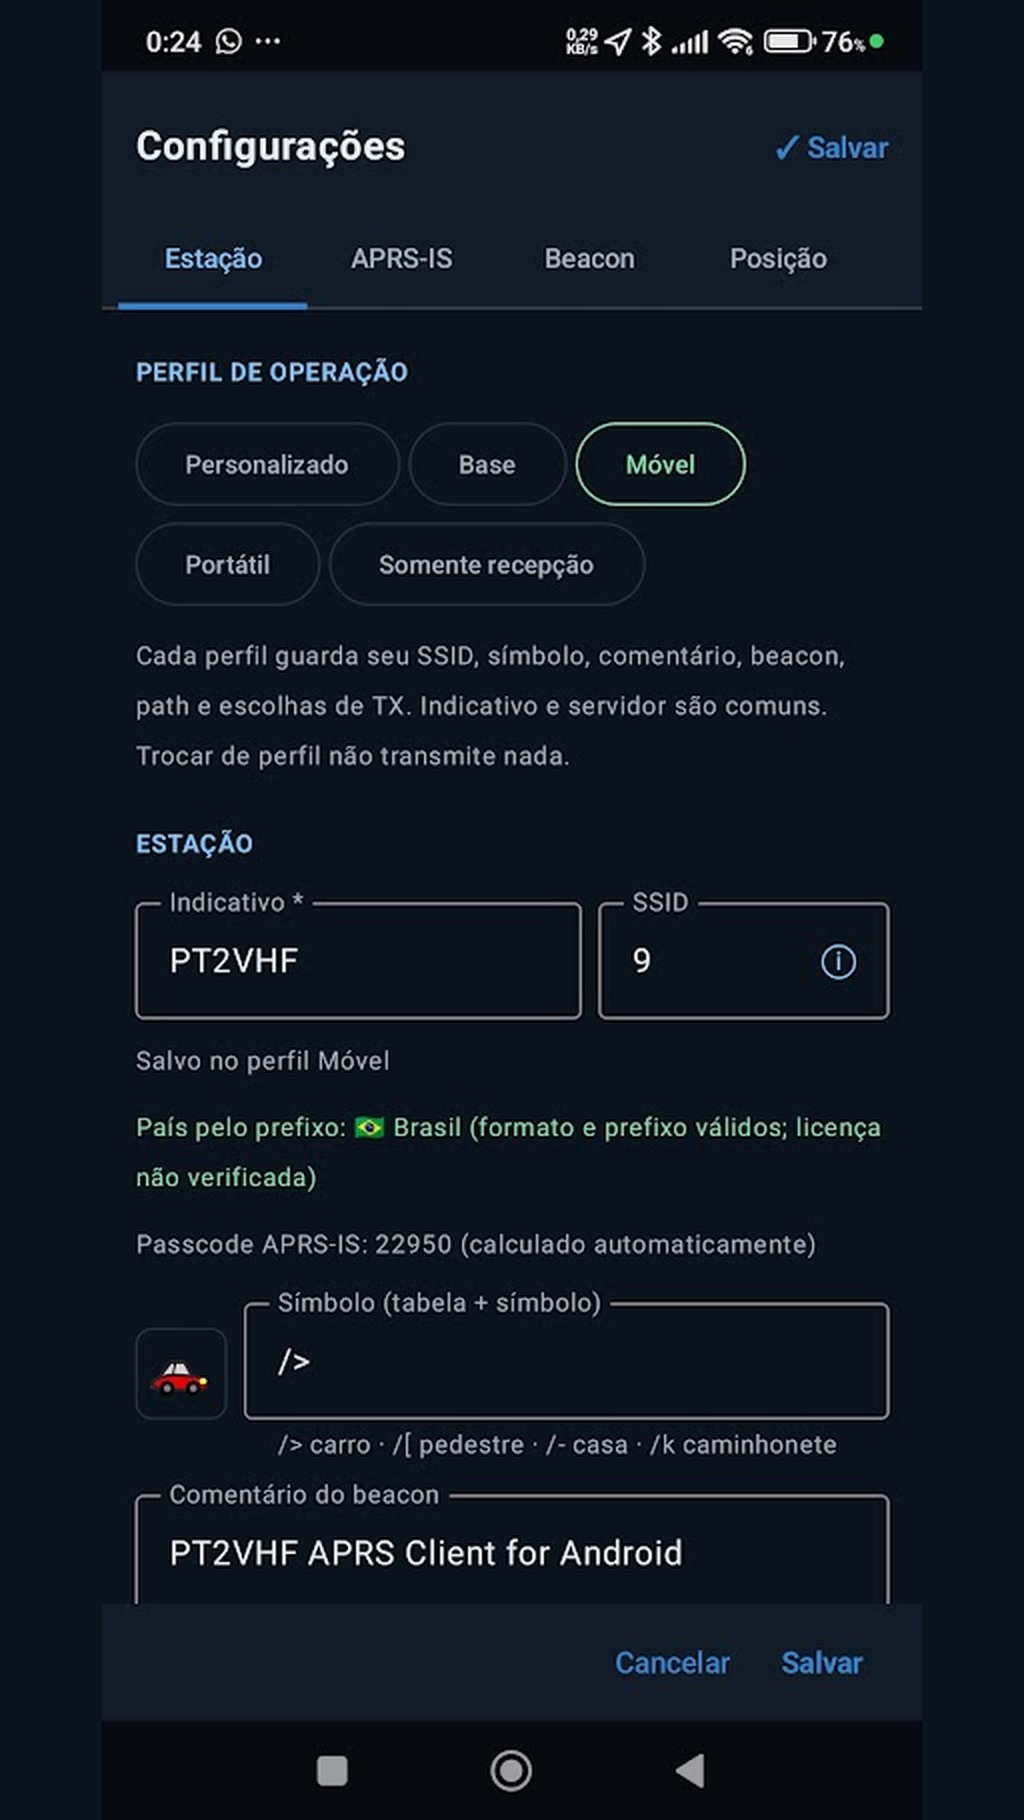 0:24 ... 0,29 KB/s 76%
Configurações ✓ Salvar
Estação APRS-IS Beacon Posição
PERFIL DE OPERAÇÃO
Personalizado Base Móvel
Portátil Somente recepção
Cada perfil guarda seu SSID, símbolo, comentário, beacon,
path e escolhas de TX. Indicativo e servidor são comuns.
Trocar de perfil não transmite nada.
ESTAÇÃO
Indicativo * SSID
PT2VHF 9
Salvo no perfil Móvel
País pelo prefixo: 🇧🇷 Brasil (formato e prefixo válidos; licença
não verificada)
Passcode APRS-IS: 22950 (calculado automaticamente)
Símbolo (tabela + símbolo)
/>
/> carro · /[ pedestre · /- casa · /k caminhonete
Comentário do beacon
PT2VHF APRS Client for Android
Cancelar Salvar